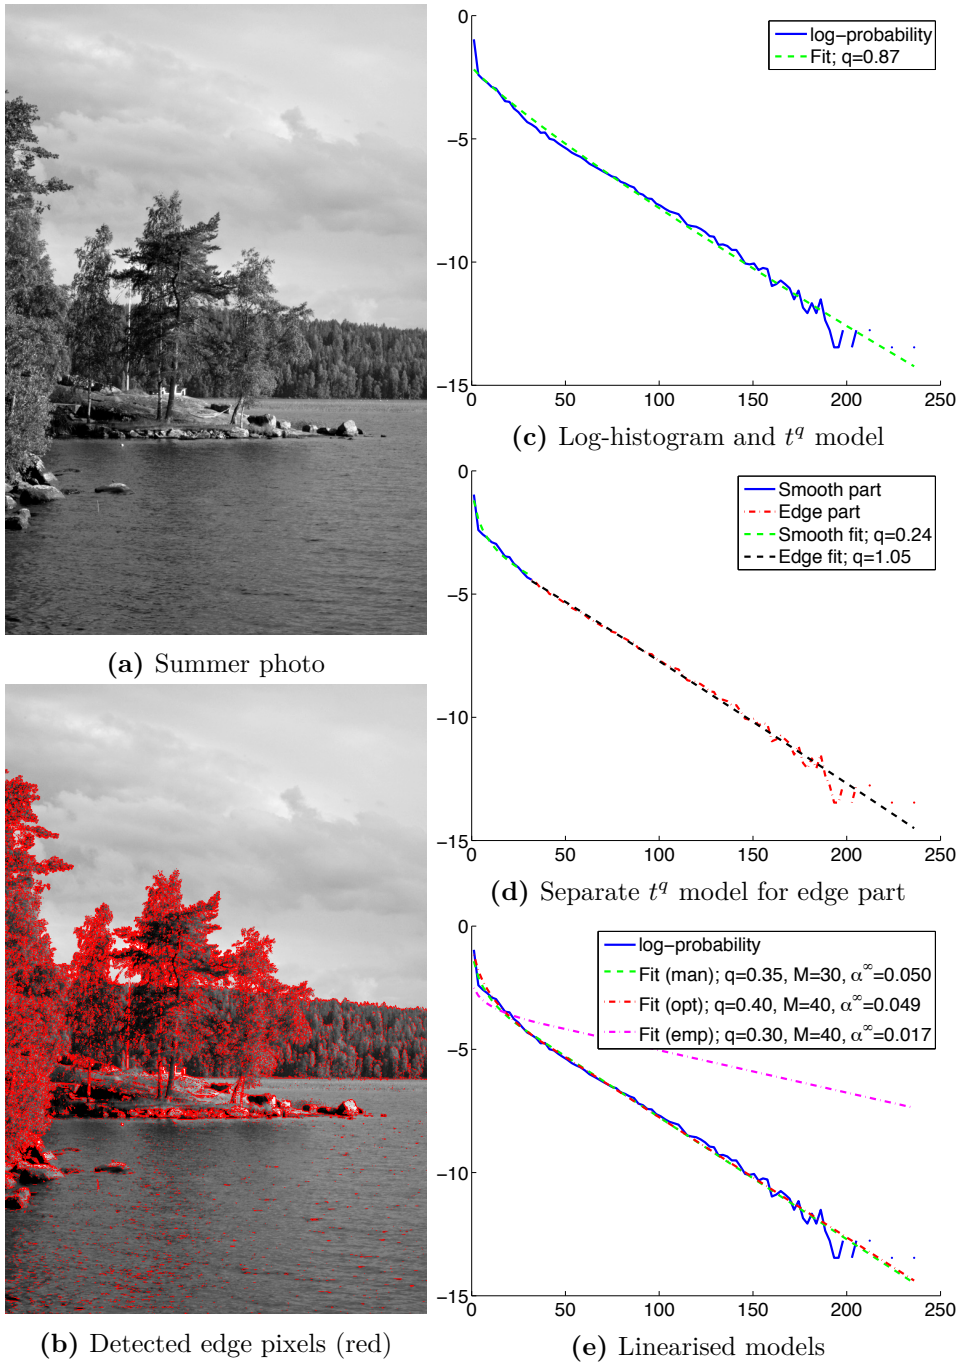 (a) Summer photo
(b) Detected edge pixels (red)
0
−5
−10
−15
0 50 100 150 200 250
log−probability
Fit; q=0.87
(c) Log-histogram and t^q model
0
−5
−10
−15
0 50 100 150 200 250
Smooth part
Edge part
Smooth fit; q=0.24
Edge fit; q=1.05
(d) Separate t^q model for edge part
0
−5
−10
−15
0 50 100 150 200 250
log−probability
Fit (man); q=0.35, M=30, α^∞=0.050
Fit (opt); q=0.40, M=40, α^∞=0.049
Fit (emp); q=0.30, M=40, α^∞=0.017
(e) Linearised models